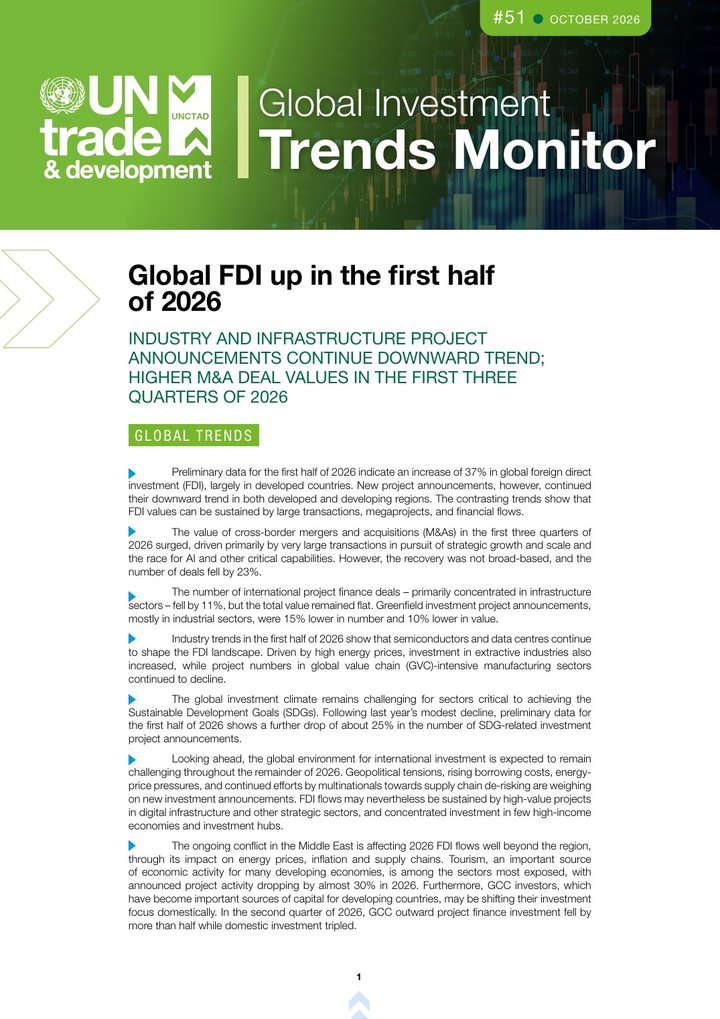 #51 ● OCTOBER 2026
UN
trade
& development
UNCTAD
Global Investment
Trends Monitor
Global FDI up in the first half
of 2026
INDUSTRY AND INFRASTRUCTURE PROJECT
ANNOUNCEMENTS CONTINUE DOWNWARD TREND;
HIGHER M&A DEAL VALUES IN THE FIRST THREE
QUARTERS OF 2026
GLOBAL TRENDS
Preliminary data for the first half of 2026 indicate an increase of 37% in global foreign direct
investment (FDI), largely in developed countries. New project announcements, however, continued
their downward trend in both developed and developing regions. The contrasting trends show that
FDI values can be sustained by large transactions, megaprojects, and financial flows.
The value of cross-border mergers and acquisitions (M&As) in the first three quarters of
2026 surged, driven primarily by very large transactions in pursuit of strategic growth and scale and
the race for AI and other critical capabilities. However, the recovery was not broad-based, and the
number of deals fell by 23%.
The number of international project finance deals – primarily concentrated in infrastructure
sectors – fell by 11%, but the total value remained flat. Greenfield investment project announcements,
mostly in industrial sectors, were 15% lower in number and 10% lower in value.
Industry trends in the first half of 2026 show that semiconductors and data centres continue
to shape the FDI landscape. Driven by high energy prices, investment in extractive industries also
increased, while project numbers in global value chain (GVC)-intensive manufacturing sectors
continued to decline.
The global investment climate remains challenging for sectors critical to achieving the
Sustainable Development Goals (SDGs). Following last year's modest decline, preliminary data for
the first half of 2026 shows a further drop of about 25% in the number of SDG-related investment
project announcements.
Looking ahead, the global environment for international investment is expected to remain
challenging throughout the remainder of 2026. Geopolitical tensions, rising borrowing costs, energy-
price pressures, and continued efforts by multinationals towards supply chain de-risking are weighing
on new investment announcements. FDI flows may nevertheless be sustained by high-value projects
in digital infrastructure and other strategic sectors, and concentrated investment in few high-income
economies and investment hubs.
The ongoing conflict in the Middle East is affecting 2026 FDI flows well beyond the region,
through its impact on energy prices, inflation and supply chains. Tourism, an important source
of economic activity for many developing economies, is among the sectors most exposed, with
announced project activity dropping by almost 30% in 2026. Furthermore, GCC investors, which
have become important sources of capital for developing countries, may be shifting their investment
focus domestically. In the second quarter of 2026, GCC outward project finance investment fell by
more than half while domestic investment tripled.
1